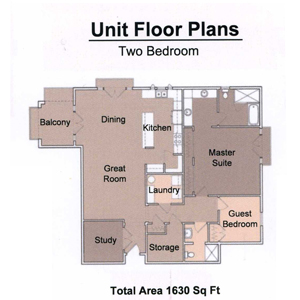 Unit Floor Plans
Two Bedroom
Balcony
Dining
Kitchen
Great
Room
Master
Suite
Laundry
Guest
Bedroom
Study
Storage
Total Area 1630 Sq Ft